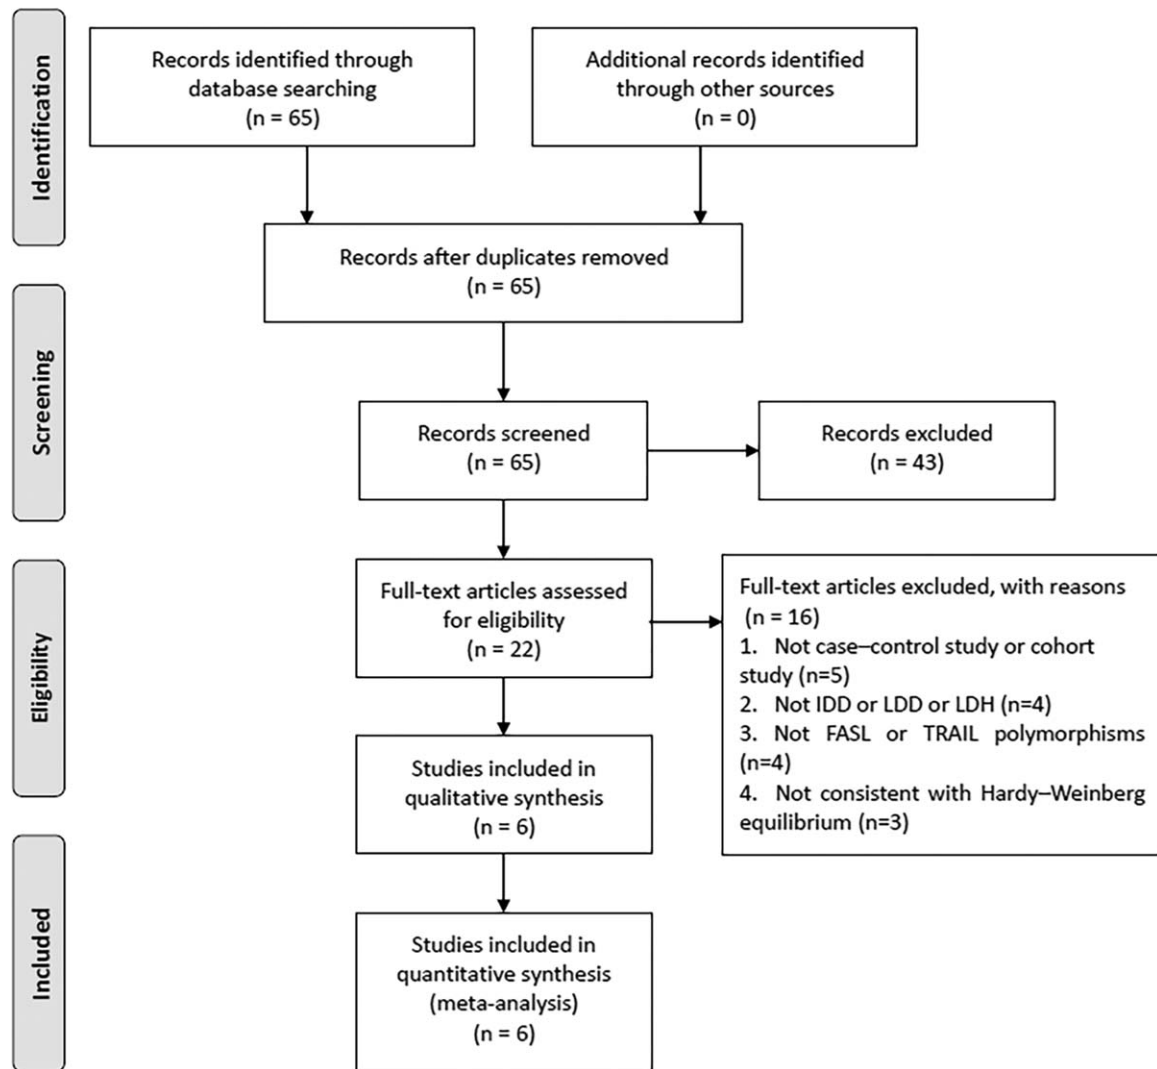 Identification
Records identified through
database searching
(n = 65)
Additional records identified
through other sources
(n = 0)
Records after duplicates removed
(n = 65)
Screening
Records screened
(n = 65)
Records excluded
(n = 43)
Eligibility
Full-text articles assessed
for eligibility
(n = 22)
Full-text articles excluded, with reasons
(n = 16)
1. Not case–control study or cohort
study (n=5)
2. Not IDD or LDD or LDH (n=4)
3. Not FASL or TRAIL polymorphisms
(n=4)
4. Not consistent with Hardy–Weinberg
equilibrium (n=3)
Studies included in
qualitative synthesis
(n = 6)
Included
Studies included in
quantitative synthesis
(meta-analysis)
(n = 6)